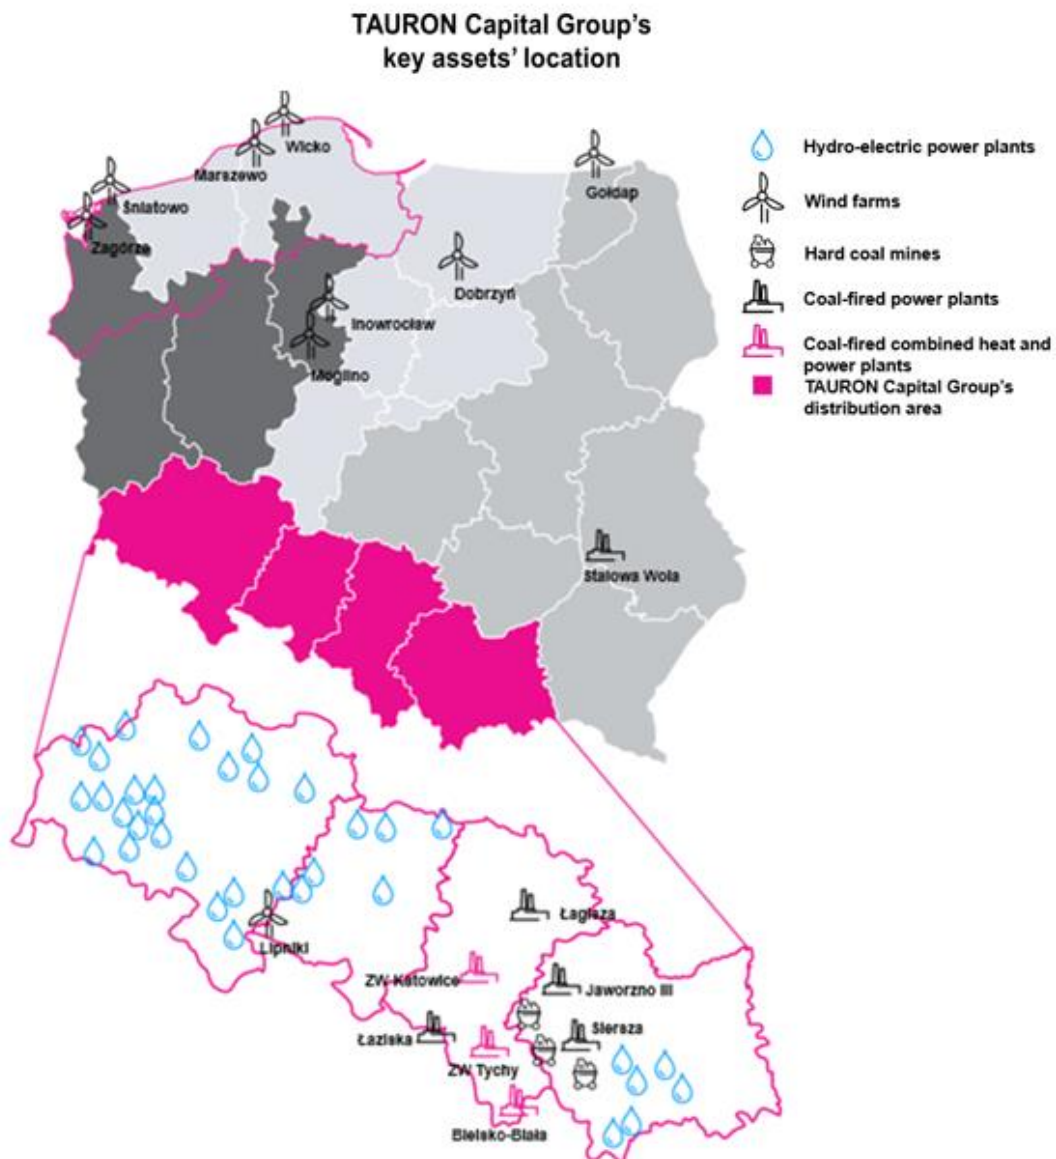 TAURON Capital Group's
key assets' location
Wicko
Marszewo
Śniatowo
Zagórze
Gołdap
Dobrzyń
Inowrocław
Mogilno
Stalowa Wola
Hydro-electric power plants
Wind farms
Hard coal mines
Coal-fired power plants
Coal-fired combined heat and
power plants
TAURON Capital Group's
distribution area
Lipniki
Łagisza
ZW Katowice
Jaworzno III
Łaziska
Siersza
ZW Tychy
Bielsko-Biała